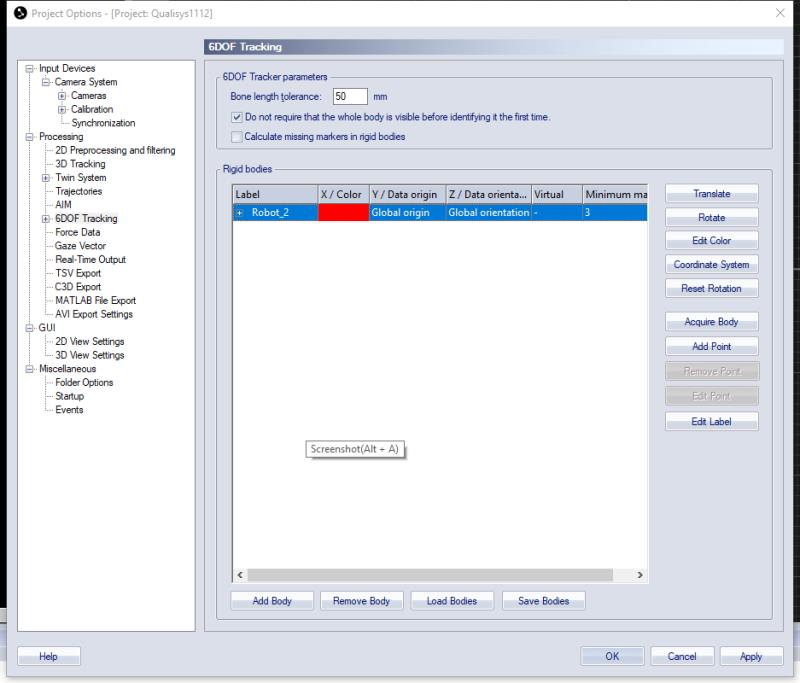 Project Options - [Project: Qualisys1112]
6DOF Tracking
Input Devices
Camera System
Cameras
Calibration
Synchronization
Processing
2D Preprocessing and filtering
3D Tracking
Twin System
Trajectories
AIM
6DOF Tracking
Force Data
Gaze Vector
Real-Time Output
TSV Export
C3D Export
MATLAB File Export
AVI Export Settings
GUI
2D View Settings
3D View Settings
Miscellaneous
Folder Options
Startup
Events
6DOF Tracker parameters
Bone length tolerance: 50 mm
Do not require that the whole body is visible before identifying it the first time.
Calculate missing markers in rigid bodies
Rigid bodies
Label X / Color Y / Data origin Z / Data orienta... Virtual Minimum ma
Robot_2 Global origin Global orientation - 3
Translate
Rotate
Edit Color
Coordinate System
Reset Rotation
Acquire Body
Add Point
Remove Point
Edit Point
Edit Label
Screenshot(Alt + A)
Add Body Remove Body Load Bodies Save Bodies
Help OK Cancel Apply